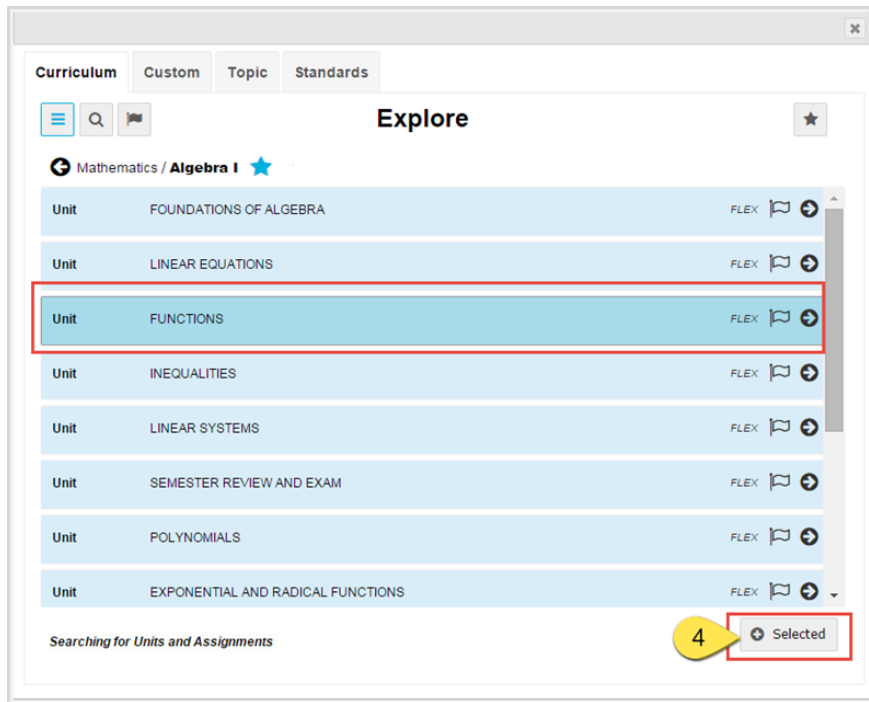 Curriculum Custom Topic Standards
Explore
Mathematics / Algebra I
Unit FOUNDATIONS OF ALGEBRA FLEX
Unit LINEAR EQUATIONS FLEX
Unit FUNCTIONS FLEX
Unit INEQUALITIES FLEX
Unit LINEAR SYSTEMS FLEX
Unit SEMESTER REVIEW AND EXAM FLEX
Unit POLYNOMIALS FLEX
Unit EXPONENTIAL AND RADICAL FUNCTIONS FLEX
Searching for Units and Assignments 4 Selected